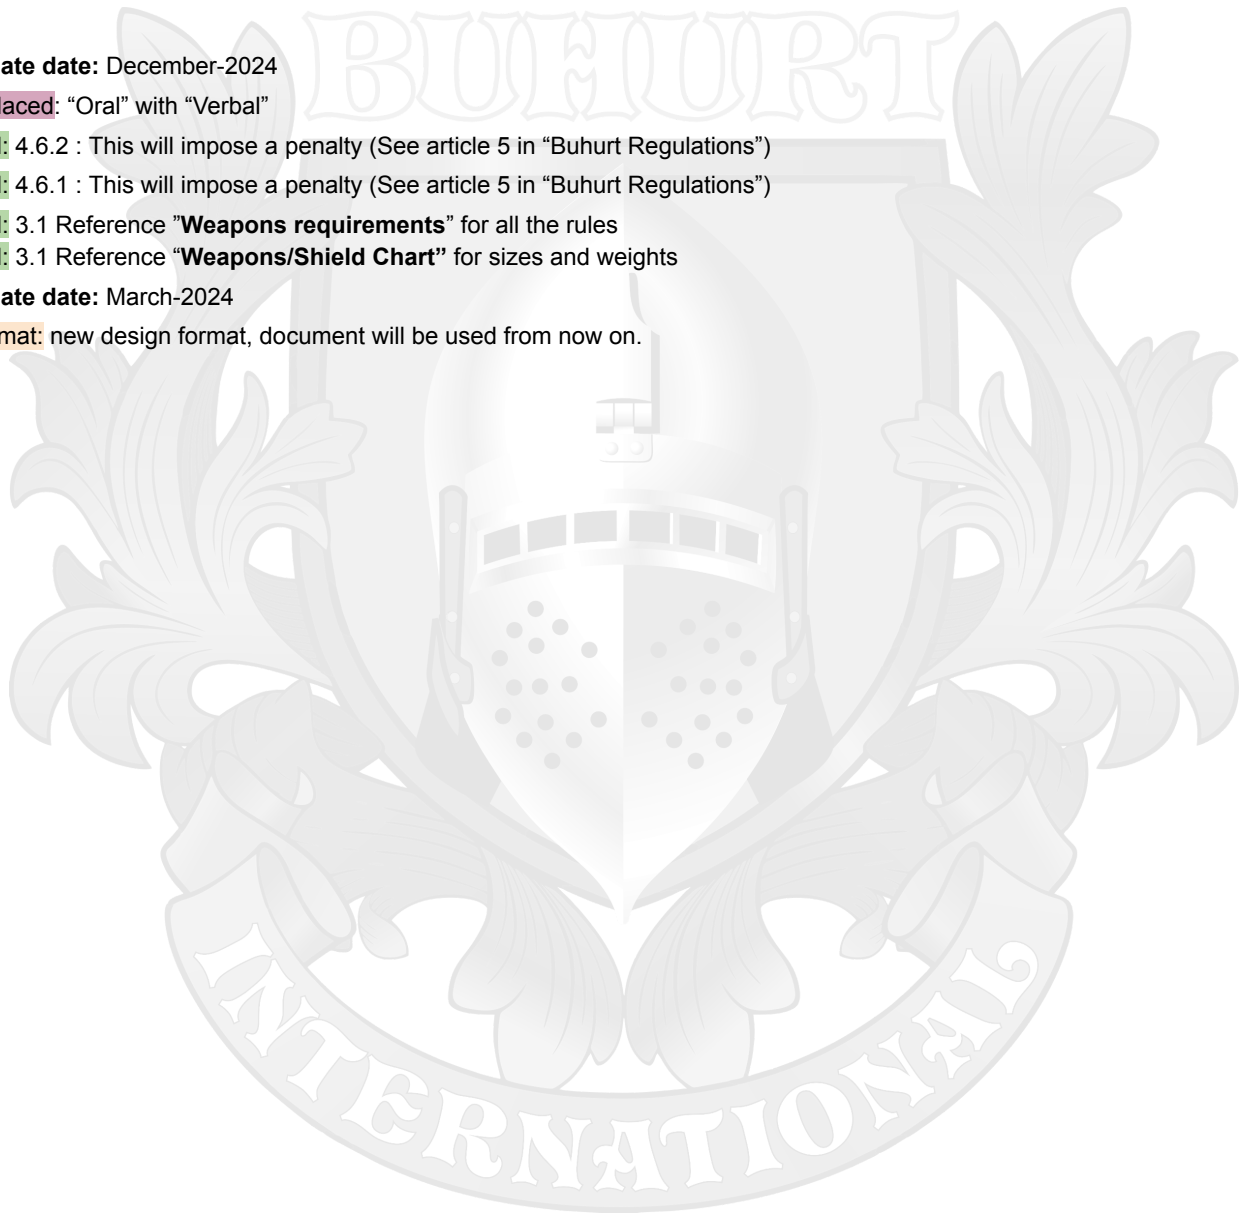 BUHURT
ate date: December-2024
laced: “Oral” with “Verbal”
: 4.6.2 : This will impose a penalty (See article 5 in “Buhurt Regulations”)
: 4.6.1 : This will impose a penalty (See article 5 in “Buhurt Regulations”)
: 3.1 Reference ”Weapons requirements” for all the rules
: 3.1 Reference “Weapons/Shield Chart” for sizes and weights
ate date: March-2024
mat: new design format, document will be used from now on.
INTERNATIONAL